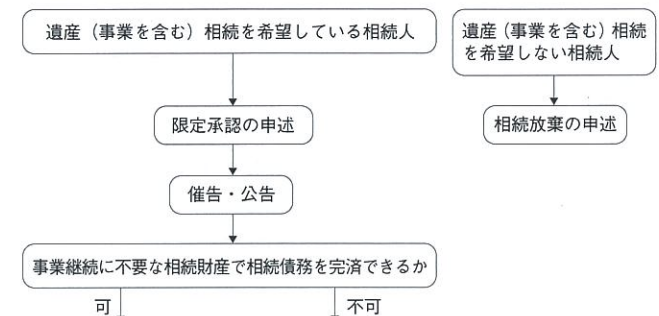 遺産（事業を含む）相続を希望している相続人
遺産（事業を含む）相続
を希望しない相続人
限定承認の申述
相続放棄の申述
催告・公告
事業継続に不要な相続財産で相続債務を完済できるか
可
不可